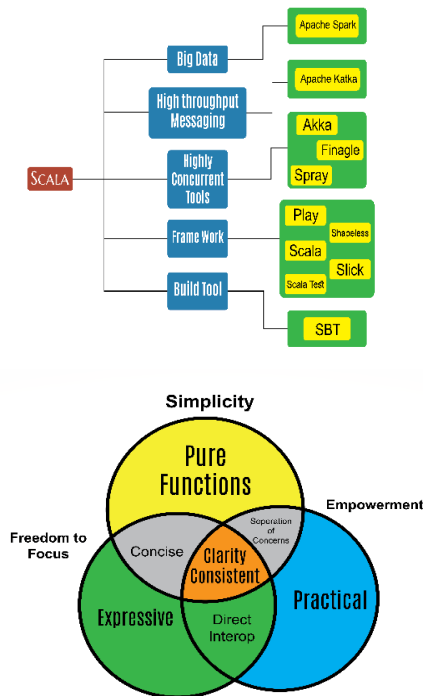 Apache Spark
Big Data
Apache Katka
High throughput
Messaging
Akka
Finagle
Spray
Highly
Concurrent
Tools
SCALA
Play
Shapeless
Scala
Slick
Scala Test
Frame Work
Build Tool
SBT
Simplicity
Pure
Functions
Empowerment
Freedom to
Focus
Separation
of
Concerns
Concise
Clarity
Consistent
Expressive
Practical
Direct
Interop